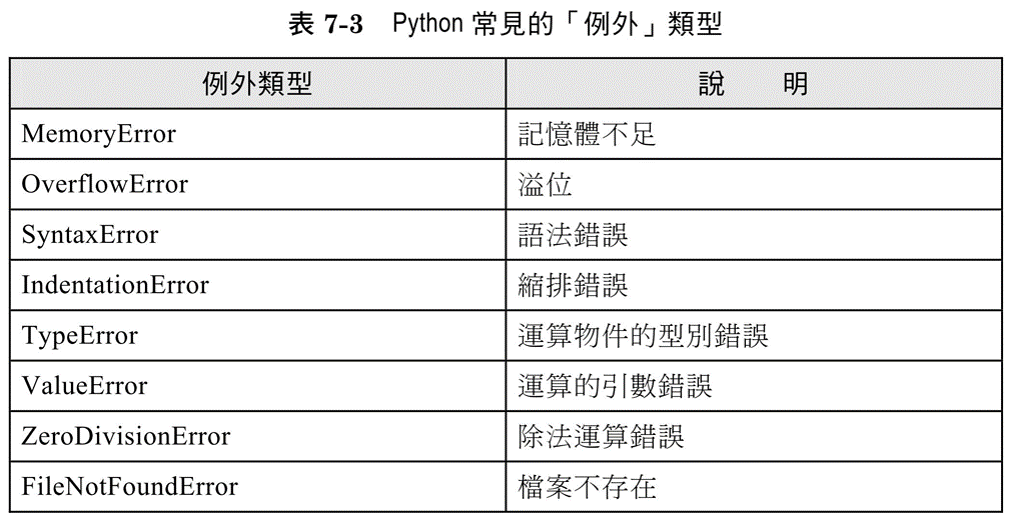 表 7-3 Python 常見的「例外」類型
例外類型 說 明
MemoryError 記憶體不足
OverflowError 溢位
SyntaxError 語法錯誤
IndentationError 縮排錯誤
TypeError 運算物件的型別錯誤
ValueError 運算的引數錯誤
ZeroDivisionError 除法運算錯誤
FileNotFoundError 檔案不存在